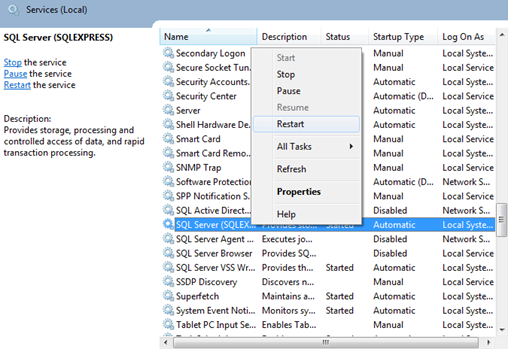 Services (Local)
SQL Server (SQLEXPRESS)
Stop the service
Pause the service
Restart the service
Description:
Provides storage, processing and
controlled access of data, and rapid
transaction processing.
Name Description Status Startup Type Log On As
Secondary Logon Manual Local Syste...
Secure Socket Tun... Manual Local Service
Security Accounts... Automatic Local Syste...
Security Center Automatic (D... Local Service
Server Automatic Local Syste...
Shell Hardware De... Automatic Local Syste...
Smart Card Manual Local Service
Smart Card Remo... Manual Local Syste...
SNMP Trap Manual Local Service
Software Protection Automatic (D... Network S...
SPP Notification S... Manual Local Service
SQL Active Direct... Disabled Network S...
SQL Server (SQLEX... Provides sto... Started Automatic Local Syste...
SQL Server Agent ... Executes jo... Disabled Network S...
SQL Server Browser Provides SQ... Disabled Local Service
SQL Server VSS Wr... Provides th... Started Automatic Local Syste...
SSDP Discovery Discovers n... Manual Local Service
Superfetch Maintains a... Started Automatic Local Syste...
System Event Noti... Monitors sy... Started Automatic Local Syste...
Tablet PC Input Se... Enables Tab... Manual Local Syste...
Start
Stop
Pause
Resume
Restart
All Tasks
Refresh
Properties
Help